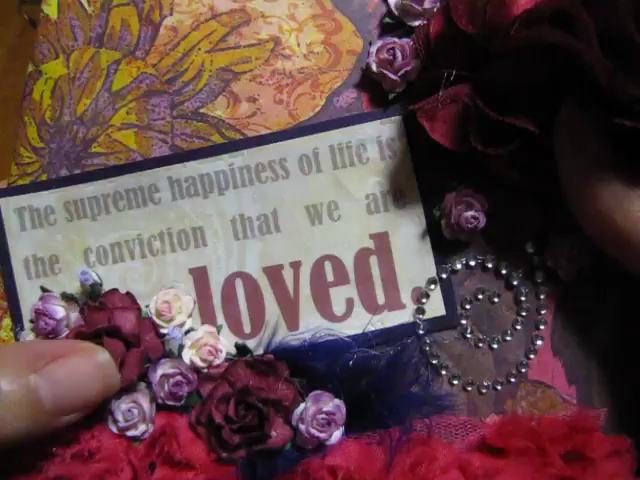 The supreme happiness of life is
the conviction that we are
loved.